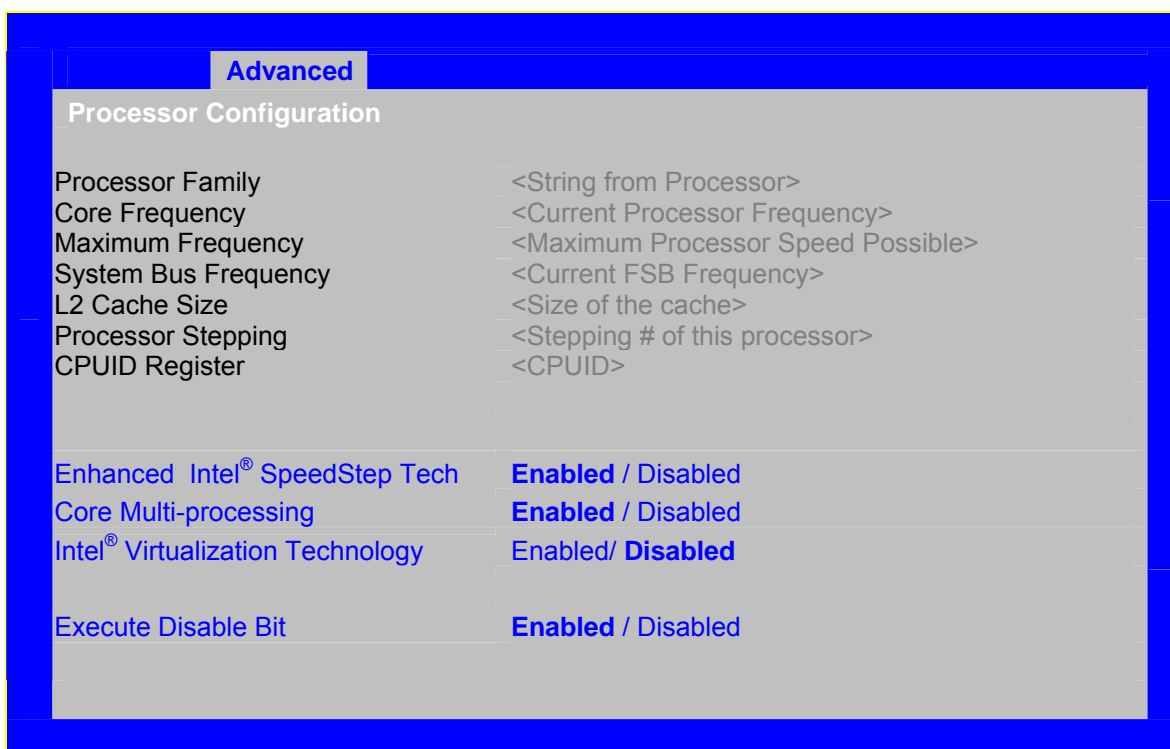 Advanced
Processor Configuration
Processor Family <String from Processor>
Core Frequency <Current Processor Frequency>
Maximum Frequency <Maximum Processor Speed Possible>
System Bus Frequency <Current FSB Frequency>
L2 Cache Size <Size of the cache>
Processor Stepping <Stepping # of this processor>
CPUID Register <CPUID>
Enhanced Intel® SpeedStep Tech Enabled / Disabled
Core Multi-processing Enabled / Disabled
Intel® Virtualization Technology Enabled/ Disabled
Execute Disable Bit Enabled / Disabled